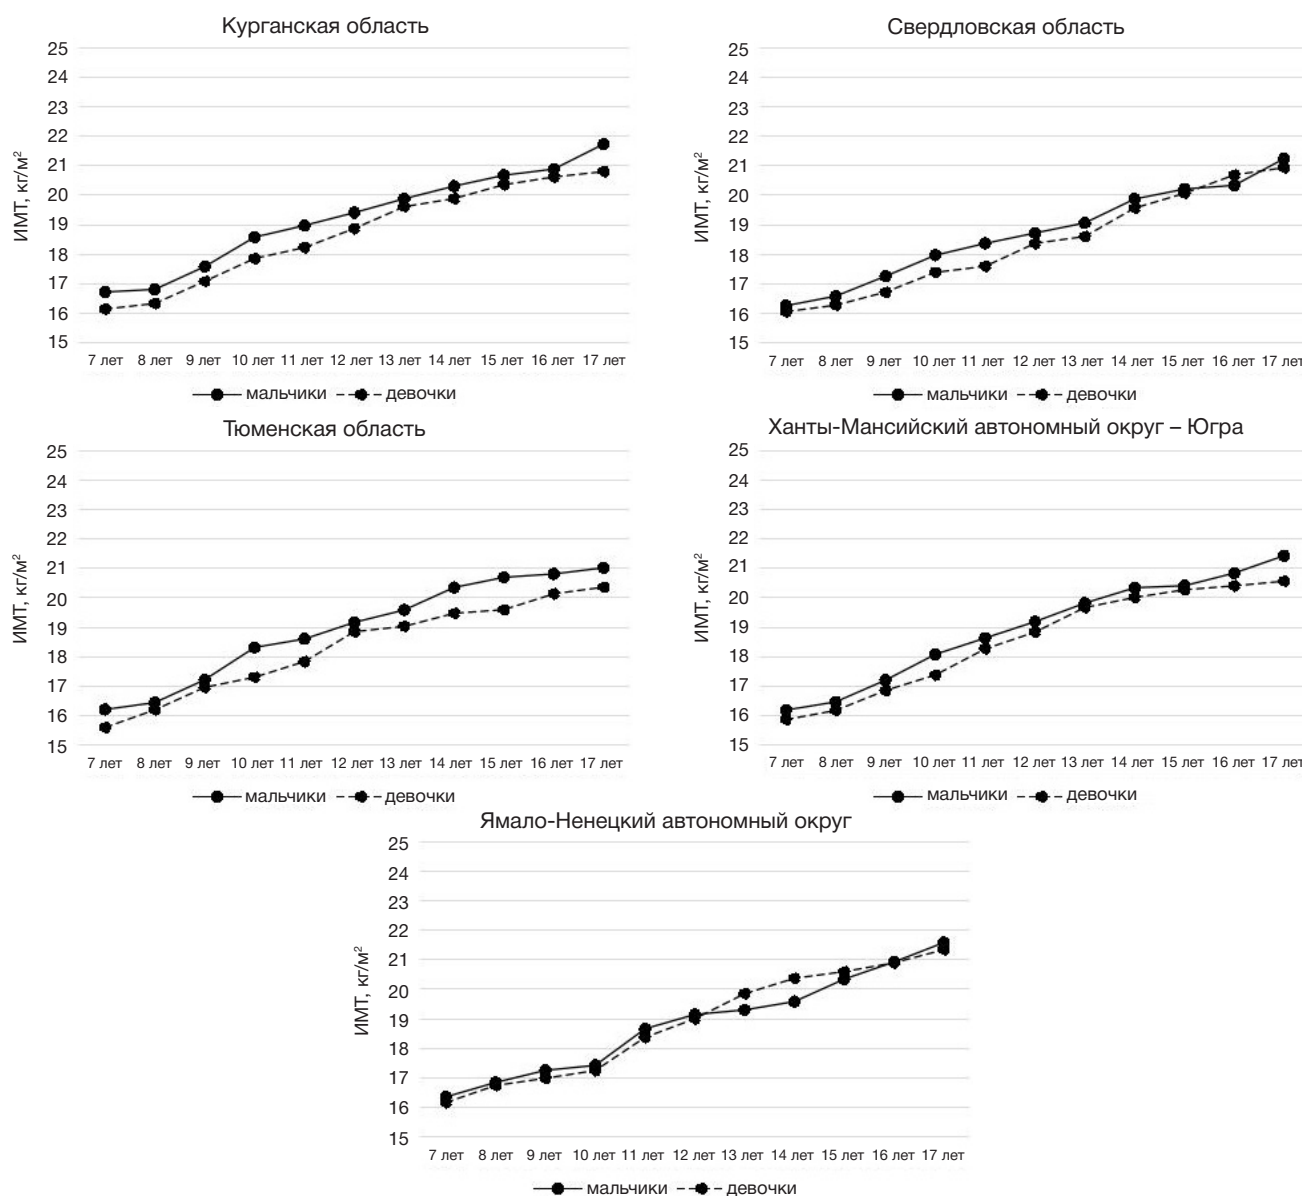 Курганская область
25
24
23
22
21
20
19
18
17
16
15
ИМТ, кг/м²
7 лет 8 лет 9 лет 10 лет 11 лет 12 лет 13 лет 14 лет 15 лет 16 лет 17 лет
мальчики девочки
Свердловская область
25
24
23
22
21
20
19
18
17
16
15
ИМТ, кг/м²
7 лет 8 лет 9 лет 10 лет 11 лет 12 лет 13 лет 14 лет 15 лет 16 лет 17 лет
мальчики девочки
Тюменская область
25
24
23
22
21
20
19
18
17
16
15
ИМТ, кг/м²
7 лет 8 лет 9 лет 10 лет 11 лет 12 лет 13 лет 14 лет 15 лет 16 лет 17 лет
мальчики девочки
Ханты-Мансийский автономный округ – Югра
25
24
23
22
21
20
19
18
17
16
15
ИМТ, кг/м²
7 лет 8 лет 9 лет 10 лет 11 лет 12 лет 13 лет 14 лет 15 лет 16 лет 17 лет
мальчики девочки
Ямало-Ненецкий автономный округ
25
24
23
22
21
20
19
18
17
16
15
ИМТ, кг/м²
7 лет 8 лет 9 лет 10 лет 11 лет 12 лет 13 лет 14 лет 15 лет 16 лет 17 лет
мальчики девочки